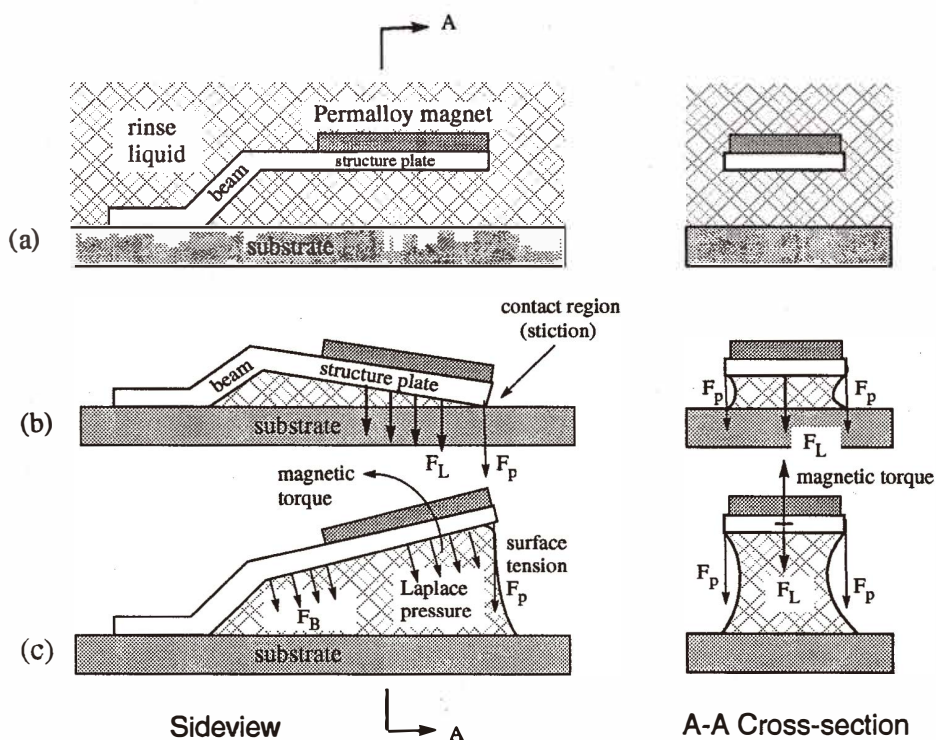 A
rinse
liquid
Permalloy magnet
structure plate
beam
substrate
(a)
contact region
(stiction)
structure plate
beam
substrate
(b)
F_L
F_p
F_p
F_p
F_L
magnetic
torque
magnetic torque
surface
tension
F_p
Laplace
pressure
F_B
F_p
F_L
F_p
substrate
(c)
Sideview
A
A-A Cross-section